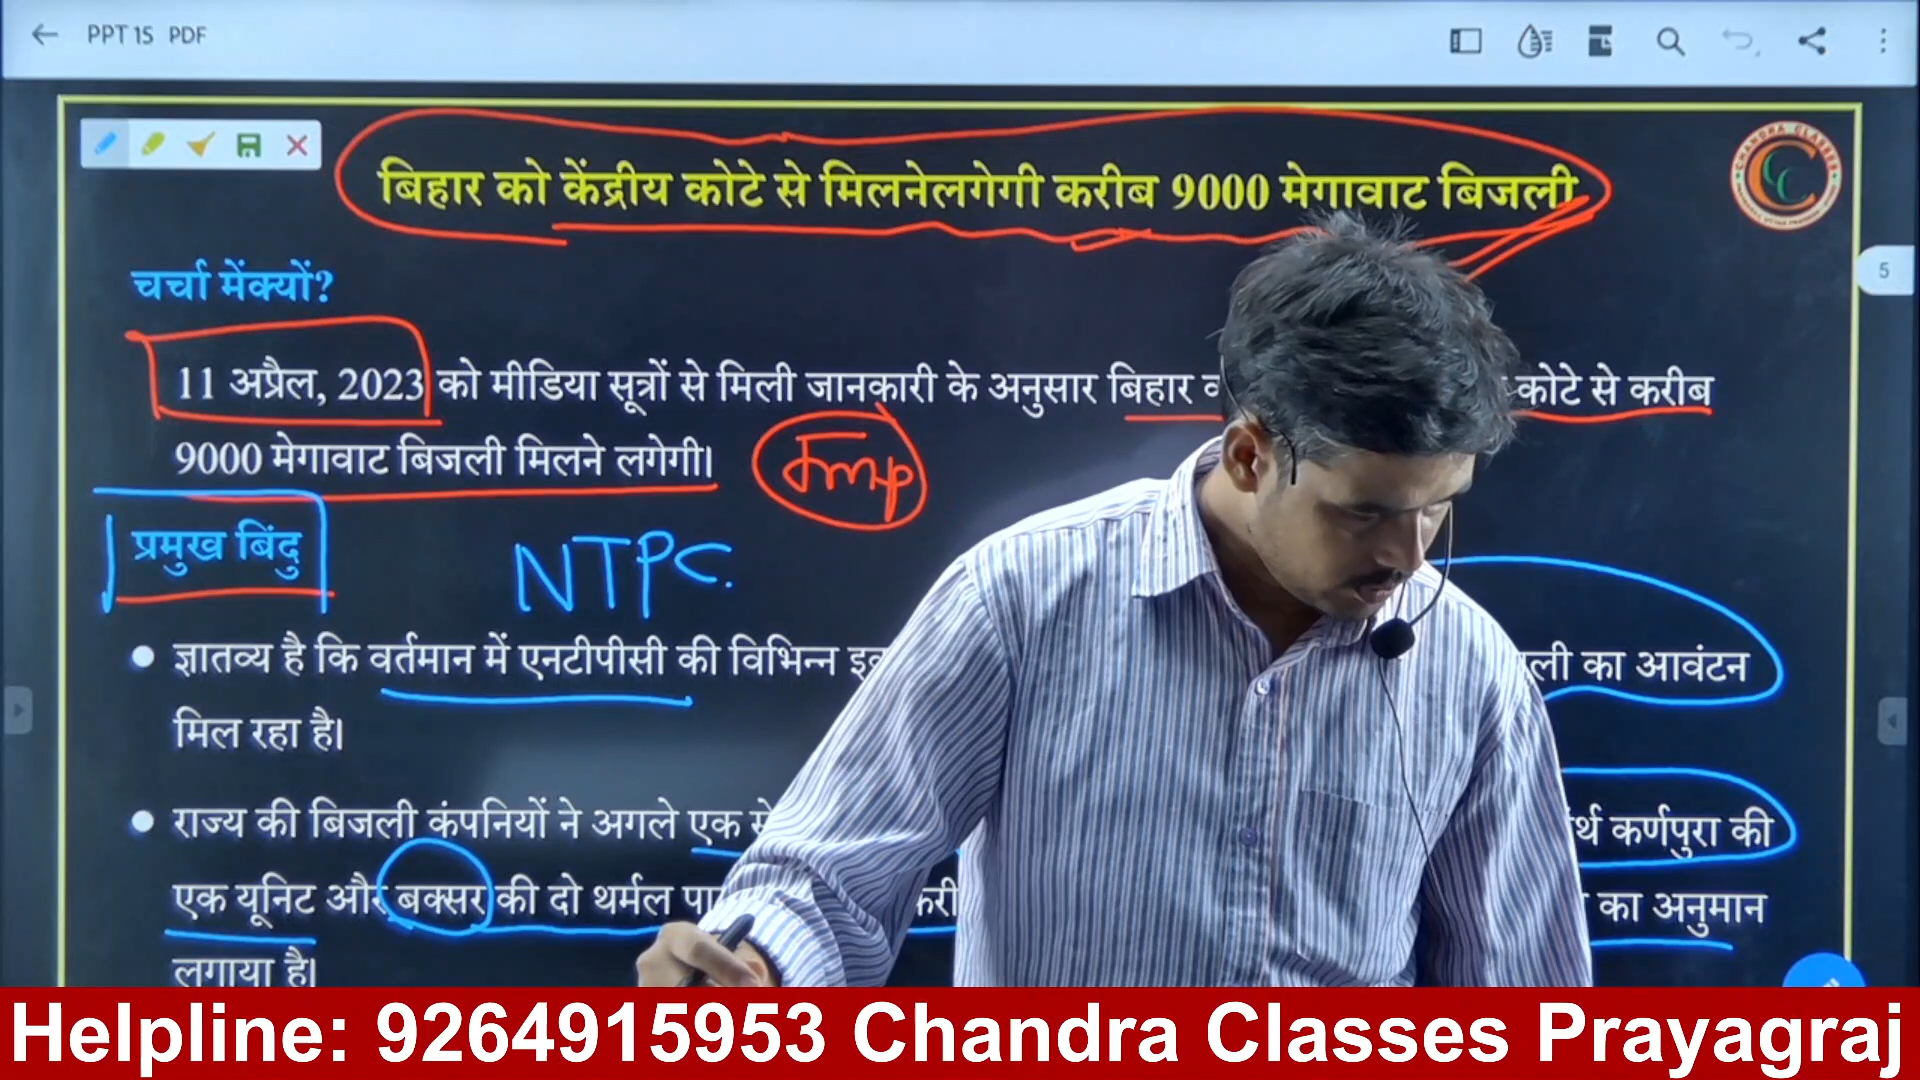 PPT 15 PDF
बिहार को केंद्रीय कोटे से मिलनेलगेगी करीब 9000 मेगावाट बिजली
CHANDRA CLASSES
चर्चा मेंक्यों?
5
11 अप्रैल, 2023 को मीडिया सूत्रों से मिली जानकारी के अनुसार बिहार कोटे से करीब
9000 मेगावाट बिजली मिलने लगेगी।
Imp
प्रमुख बिंदु
NTPC.
ज्ञातव्य है कि वर्तमान में एनटीपीसी की विभिन्न का आवंटन
मिल रहा है।
राज्य की बिजली कंपनियों ने अगले एक कर्णपुरा की
एक यूनिट और बक्सर की दो थर्मल का अनुमान
लगाया है।
Helpline: 9264915953 Chandra Classes Prayagraj